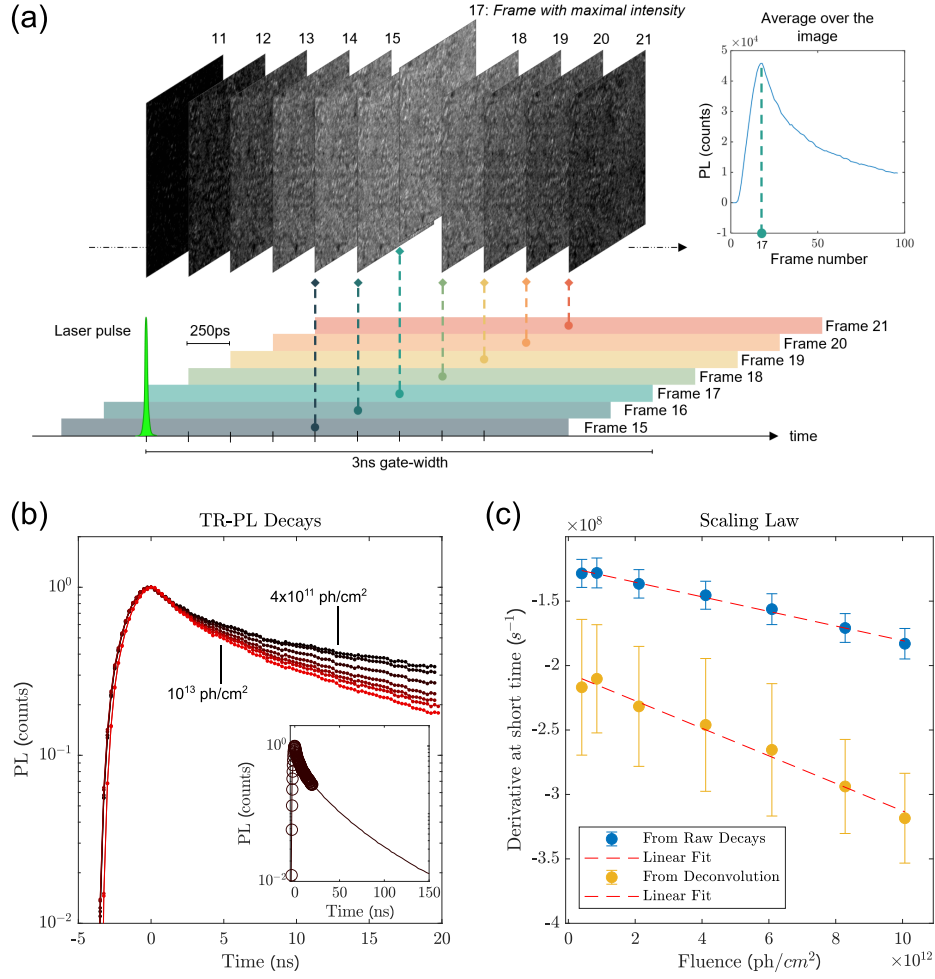 (a)
17: Frame with maximal intensity
11 12 13 14 15 18 19 20 21
Average over the
image
×10⁴
5
4
3
2
1
0
-1
PL (counts)
0 17 50 100
Frame number
Laser pulse
250ps
Frame 21
Frame 20
Frame 19
Frame 18
Frame 17
Frame 16
Frame 15
time
3ns gate-width
(b)
TR-PL Decays
PL (counts)
10⁰
10⁻¹
10⁻²
4x10¹¹ ph/cm²
10¹³ ph/cm²
PL (counts)
10⁰
10⁻²
0 50 100 150
Time (ns)
-5 0 5 10 15 20
Time (ns)
(c)
×10⁸
Scaling Law
Derivative at short time (s⁻¹)
-1.5
-2
-2.5
-3
-3.5
-4
From Raw Decays
Linear Fit
From Deconvolution
Linear Fit
0 2 4 6 8 10
Fluence (ph/cm²)
×10¹²